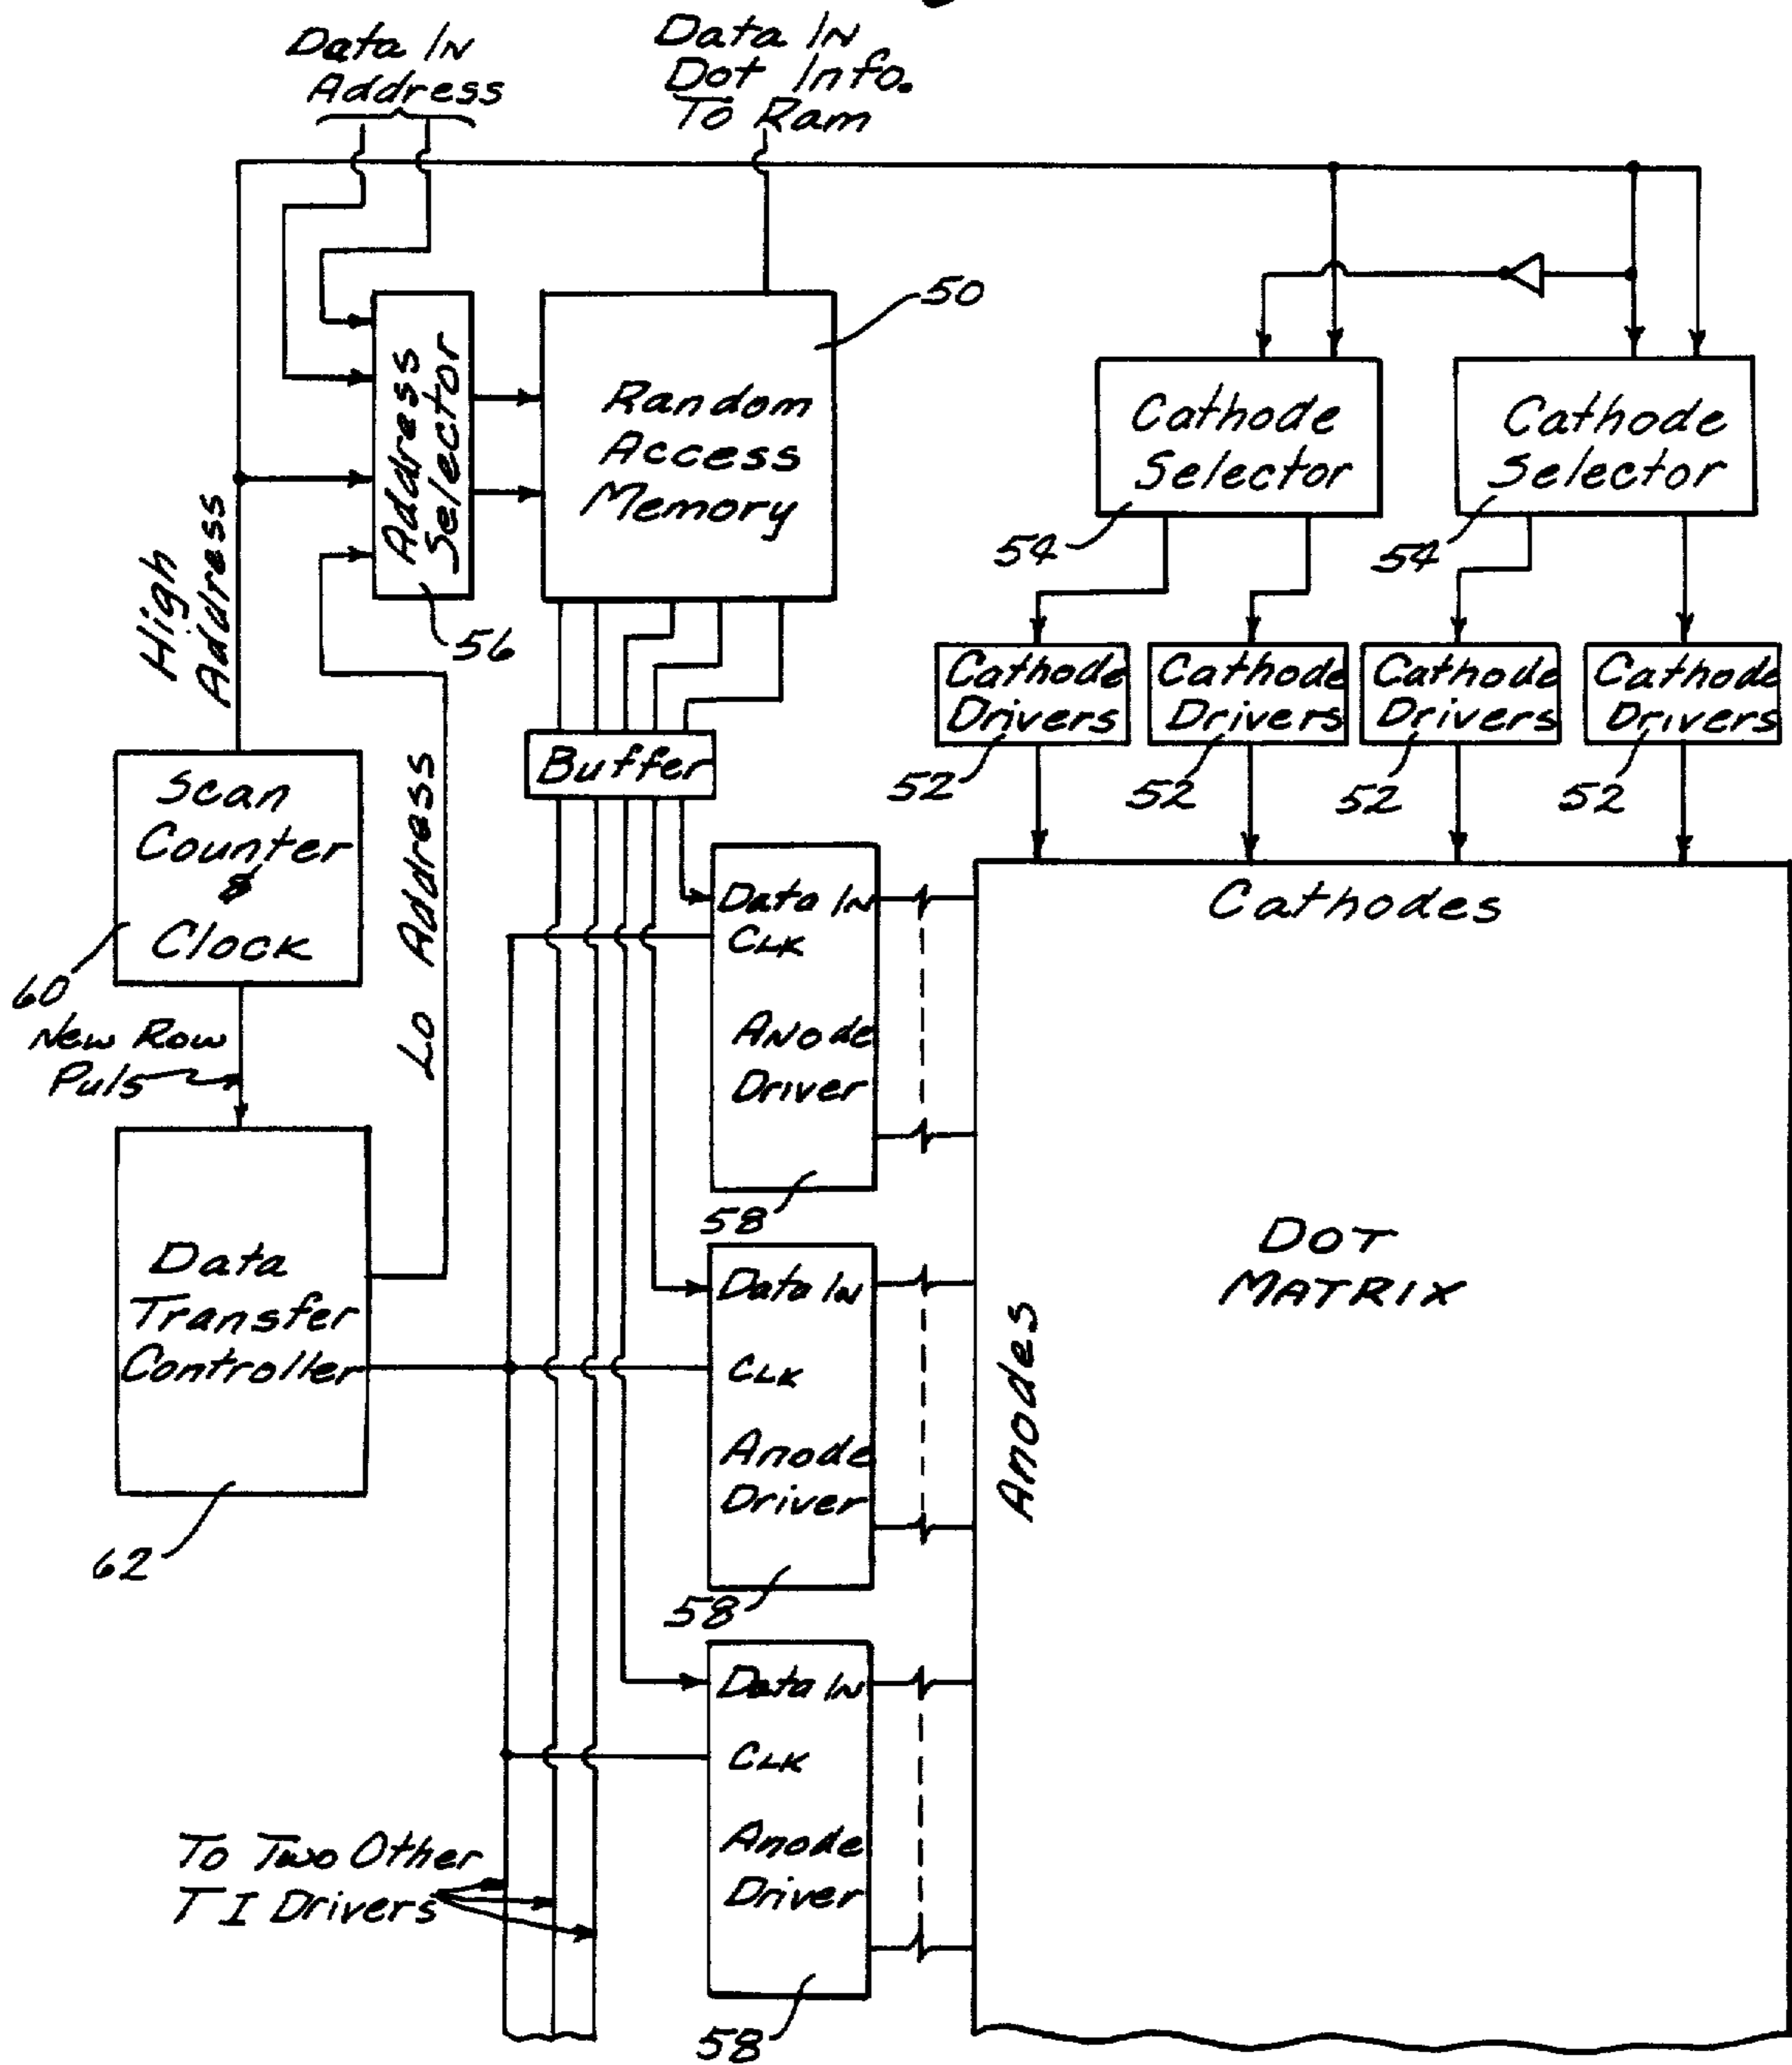 Data In
Address
Data In
Dot Info.
To Ram
50
Address
Selector
Random
Access
Memory
Cathode
Selector
Cathode
Selector
54
54
High
Address
56
Cathode
Drivers
Cathode
Drivers
Cathode
Drivers
Cathode
Drivers
52
52
52
52
Buffer
Scan
Counter
&
Clock
60
Lo Address
New Row
Puls
Data In
CLK
Anode
Driver
58
Cathodes
Data
Transfer
Controller
62
Data In
CLK
Anode
Driver
58
Anodes
DOT
MATRIX
Data In
CLK
Anode
Driver
58
To Two Other
TI Drivers